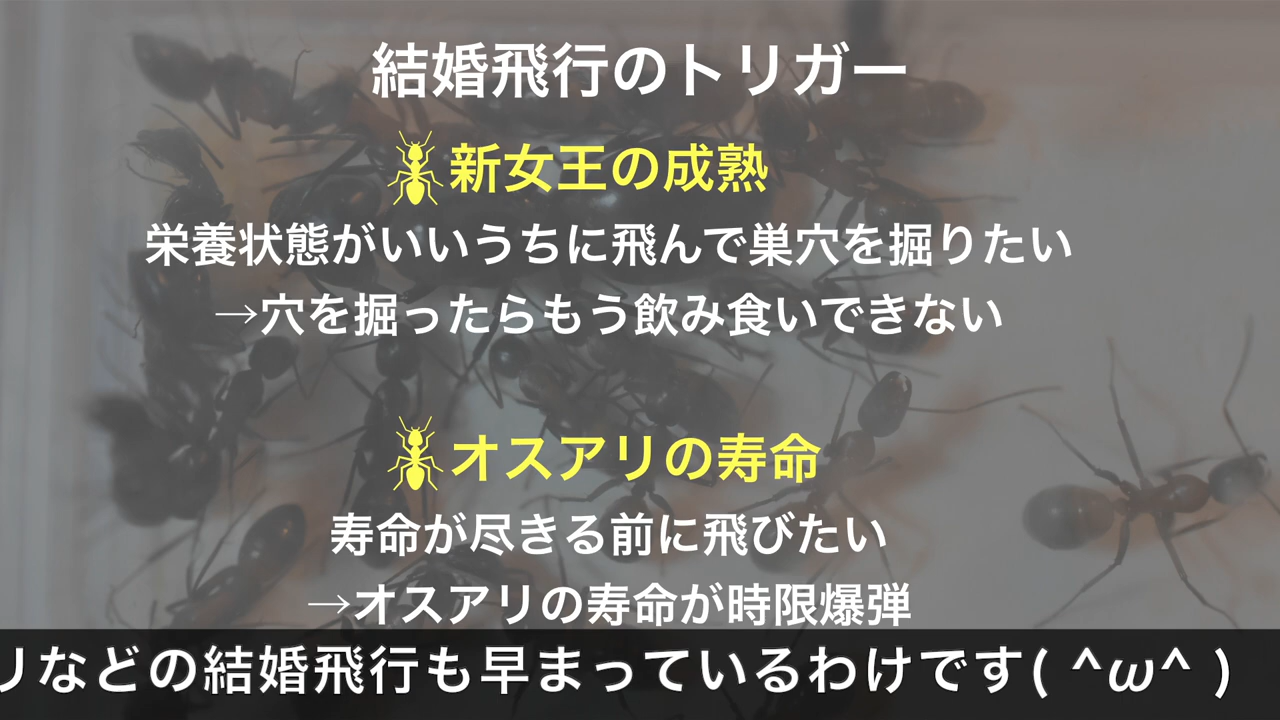 結婚飛行のトリガー
新女王の成熟
栄養状態がいいうちに飛んで巣穴を掘りたい
→穴を掘ったらもう飲み食いできない
オスアリの寿命
寿命が尽きる前に飛びたい
→オスアリの寿命が時限爆弾
リなどの結婚飛行も早まっているわけです( ^ω^ )